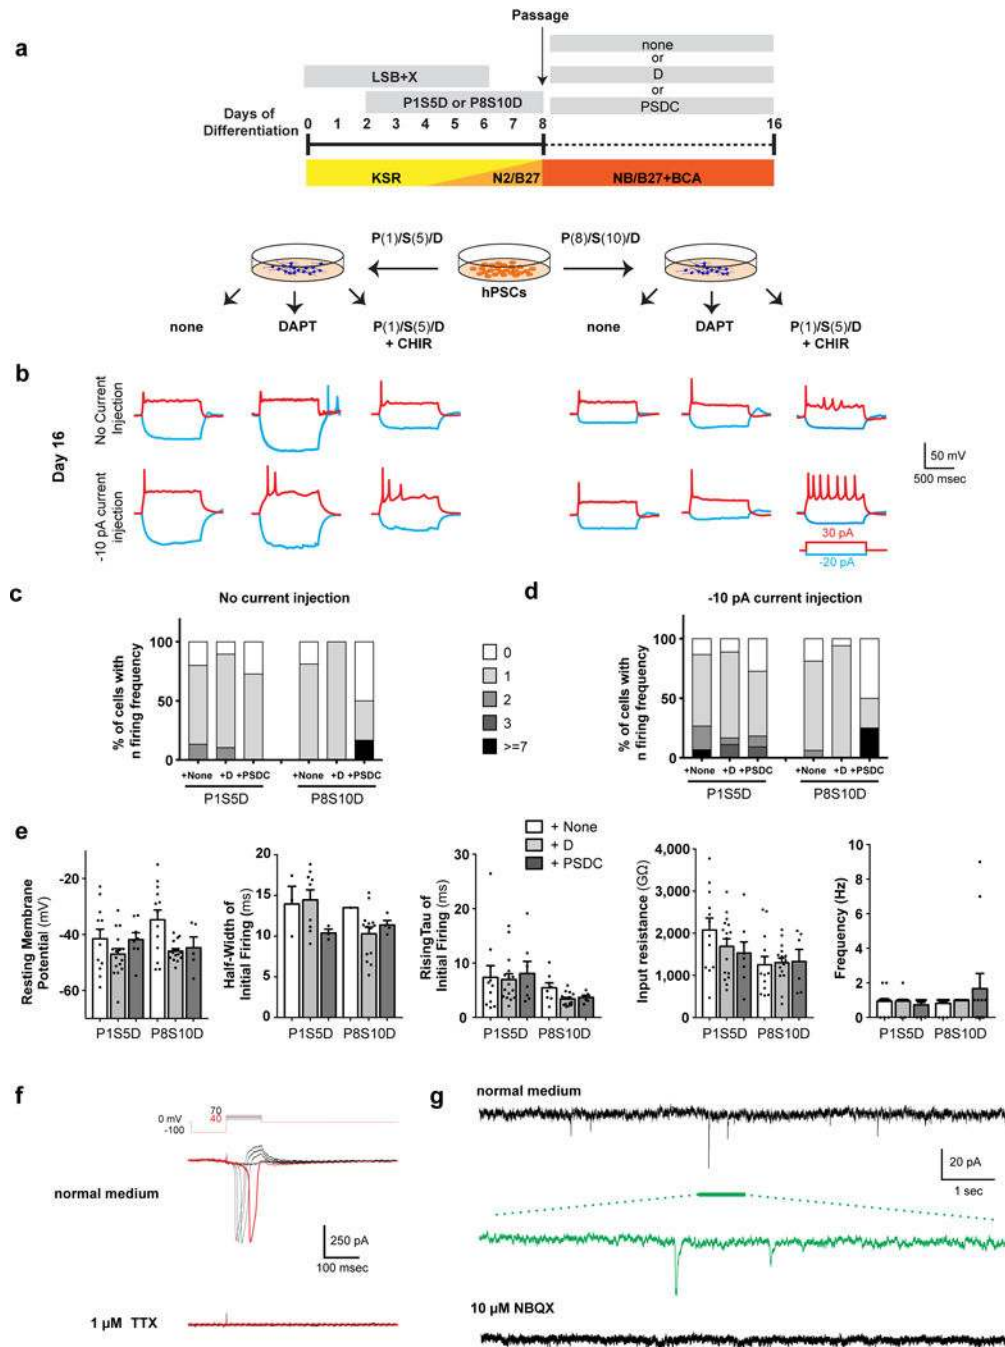 a
Passage
none
or
D
or
PSDC
LSB+X
P1S5D or P8S10D
Days of
Differentiation
0 1 2 3 4 5 6 7 8 16
KSR N2/B27 NB/B27+BCA
P(1)/S(5)/D P(8)/S(10)/D
hPSCs
none DAPT P(1)/S(5)/D
+ CHIR
none DAPT P(1)/S(5)/D
+ CHIR
b
Day 16
No Current
Injection
50 mV
500 msec
-10 pA current
injection
30 pA
-20 pA
c
No current injection
% of cells with
n firing frequency
100
50
0
+None +D +PSDC +None +D +PSDC
P1S5D P8S10D
0
1
2
3
>=7
d
-10 pA current injection
% of cells with
n firing frequency
100
50
0
+None +D +PSDC +None +D +PSDC
P1S5D P8S10D
e
+ None
+ D
+ PSDC
Resting Membrane
Potential (mV)
-20
-40
-60
P1S5D P8S10D
Half-Width of
Initial Firing (ms)
20
15
10
5
0
P1S5D P8S10D
RisingTau of
Initial Firing (ms)
30
20
10
0
P1S5D P8S10D
Input resistance (GΩ)
4,000
3,000
2,000
1,000
0
P1S5D P8S10D
Frequency (Hz)
10
8
6
4
2
0
P1S5D P8S10D
f
0 mV
-100
70
40
normal medium
250 pA
100 msec
1 µM TTX
g
normal medium
20 pA
1 sec
10 µM NBQX